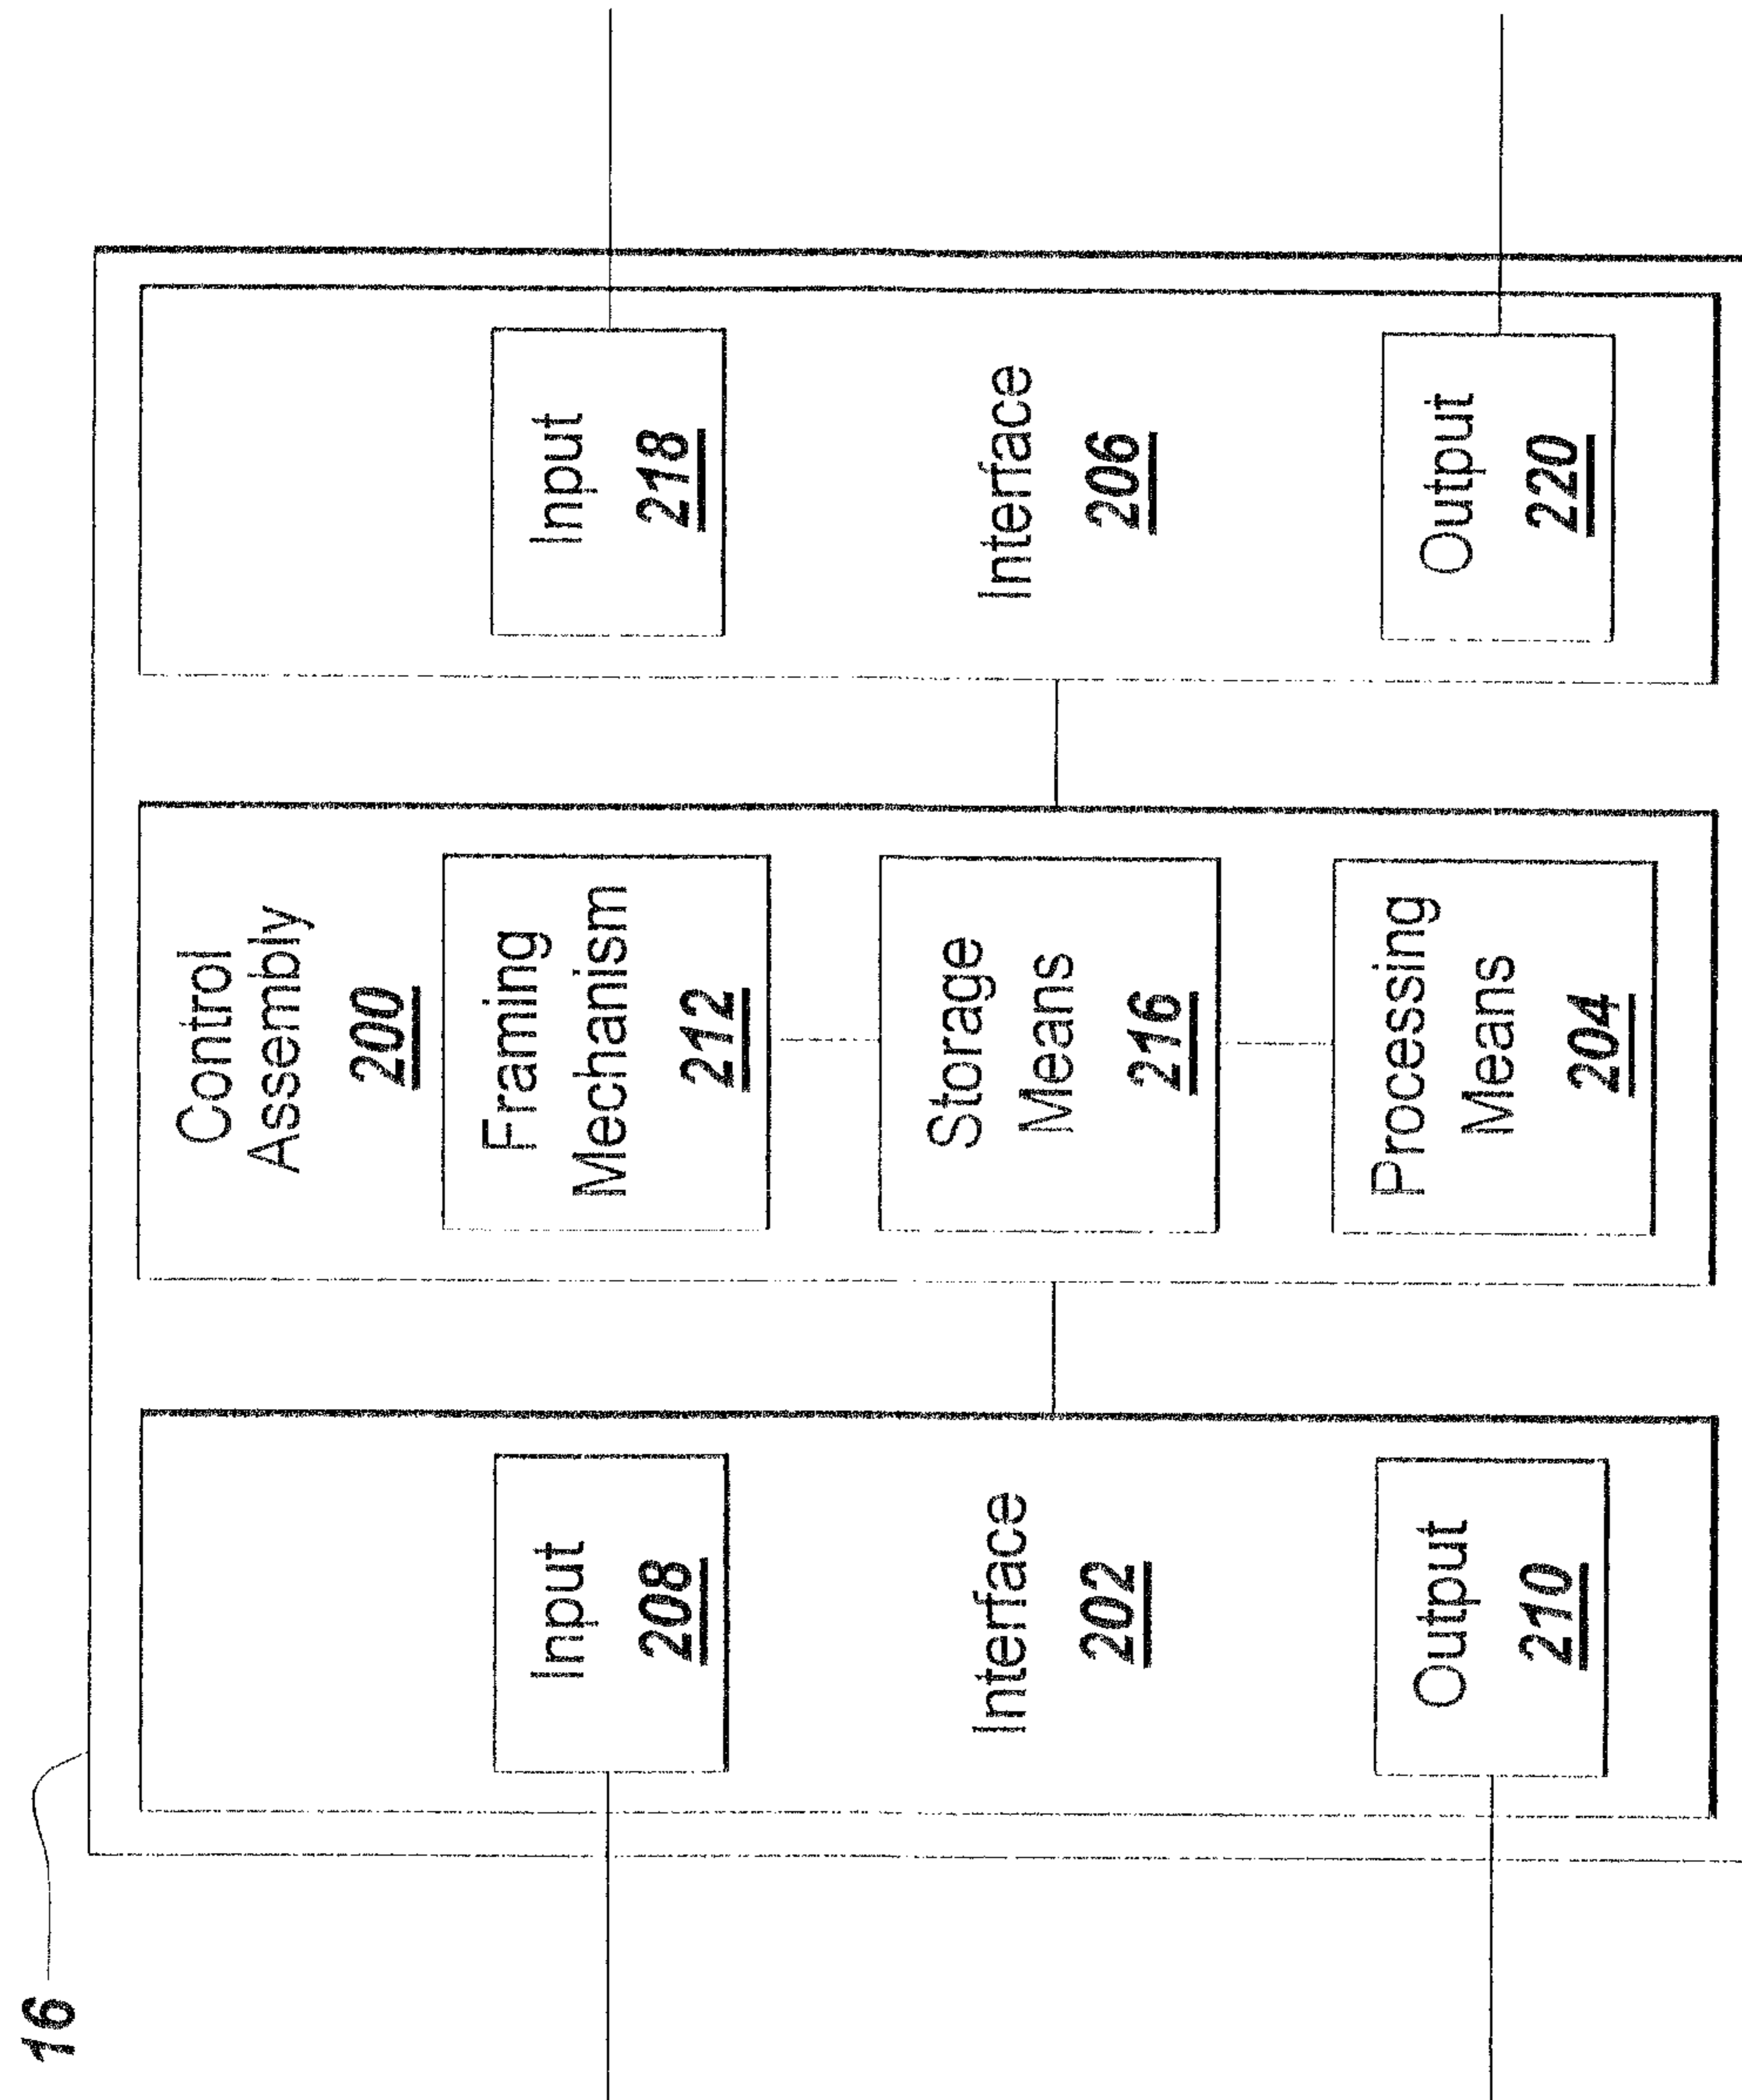 16
Input
208
Interface
202
Output
210
Control
Assembly
200
Framing
Mechanism
212
Storage
Means
216
Processing
Means
204
Input
218
Interface
206
Output
220